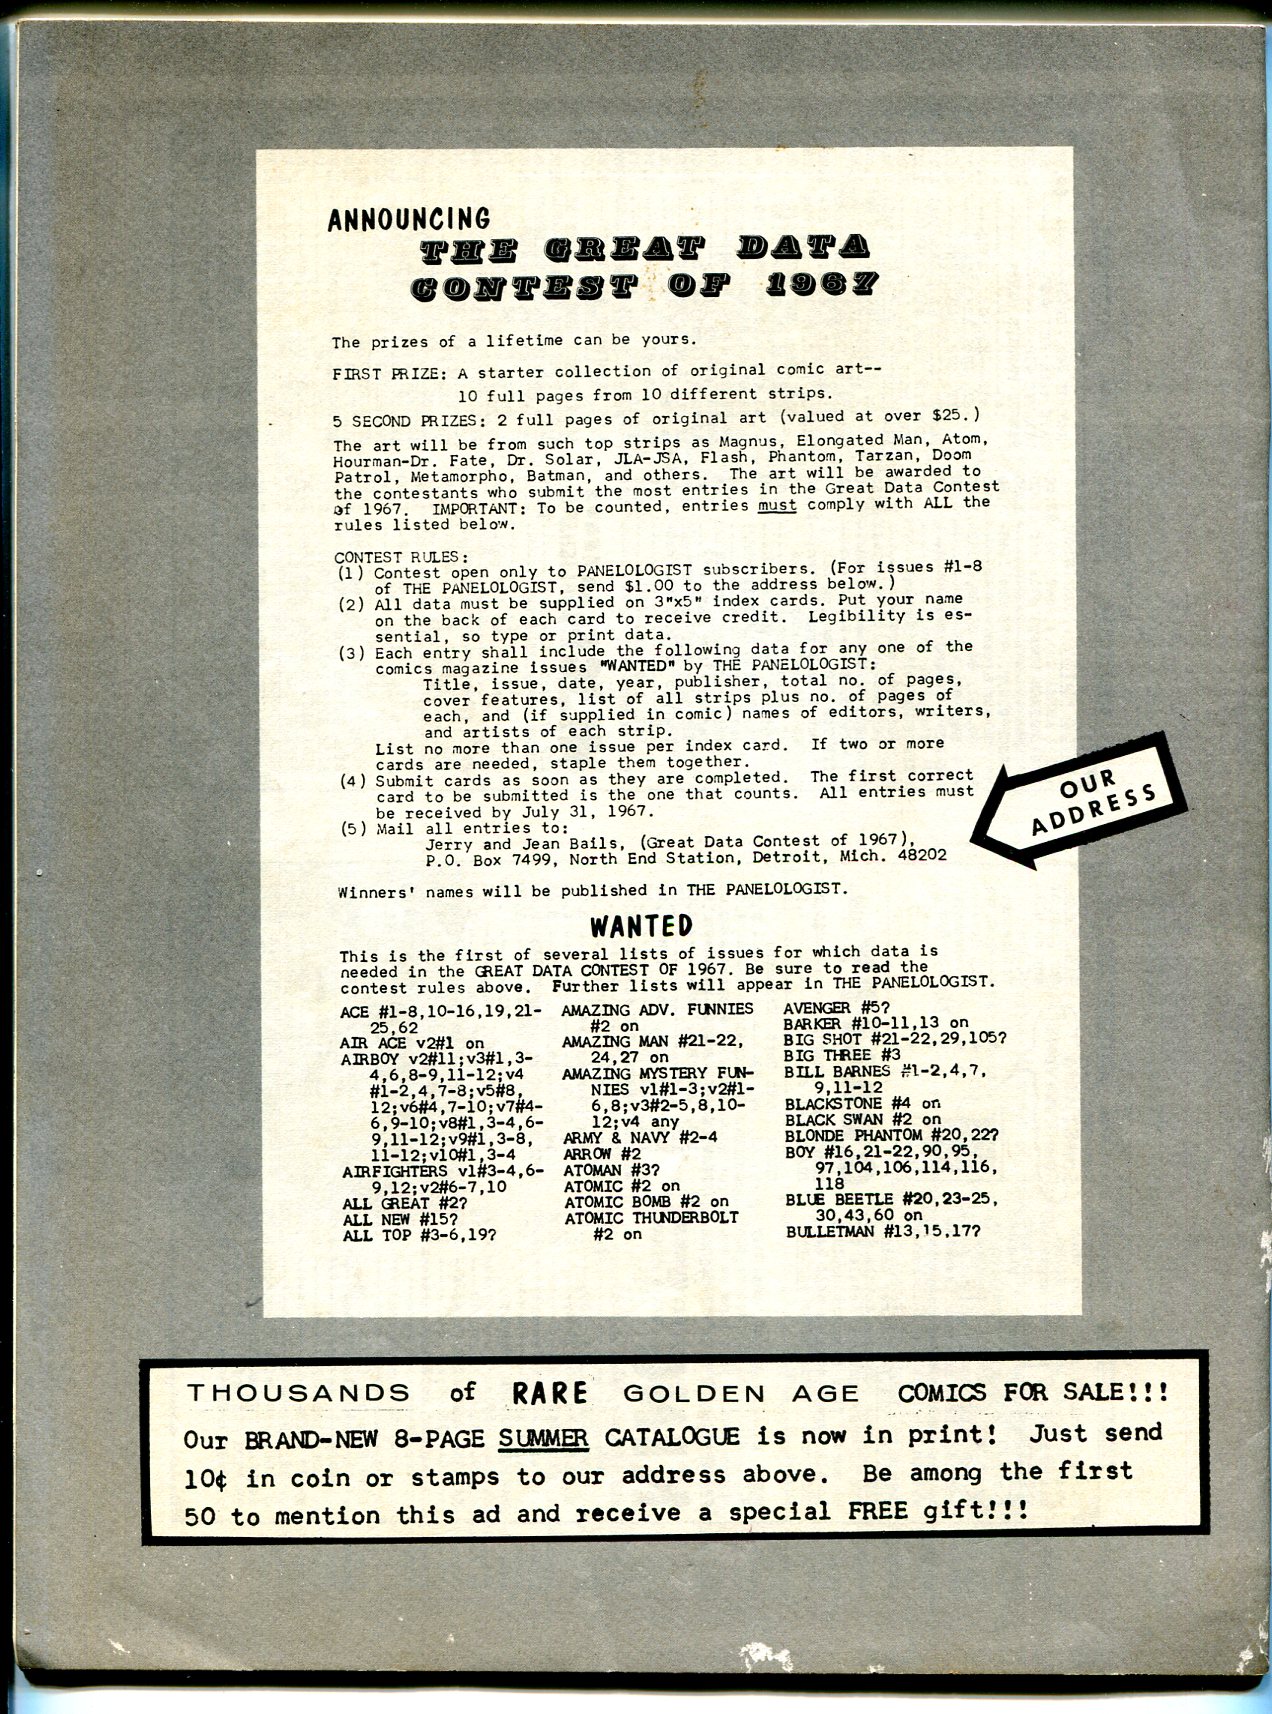 ANNOUNCING
THE GREAT DATA
CONTEST OF 1967
The prizes of a lifetime can be yours.
FIRST PRIZE: A starter collection of original comic art--
10 full pages from 10 different strips.
5 SECOND PRIZES: 2 full pages of original art (valued at over $25.)
The art will be from such top strips as Magnus, Elongated Man, Atom,
Hourman-Dr. Fate, Dr. Solar, JLA-JSA, Flash, Phantom, Tarzan, Doom
Patrol, Metamorpho, Batman, and others. The art will be awarded to
the contestants who submit the most entries in the Great Data Contest
of 1967. IMPORTANT: To be counted, entries must comply with ALL the
rules listed below.
CONTEST RULES:
(1) Contest open only to PANELOLOGIST subscribers. (For issues #1-8
of THE PANELOLOGIST, send $1.00 to the address below.)
(2) All data must be supplied on 3"x5" index cards. Put your name
on the back of each card to receive credit. Legibility is es-
sential, so type or print data.
(3) Each entry shall include the following data for any one of the
comics magazine issues "WANTED" by THE PANELOLOGIST:
Title, issue, date, year, publisher, total no. of pages,
cover features, list of all strips plus no. of pages of
each, and (if supplied in comic) names of editors, writers,
and artists of each strip.
List no more than one issue per index card. If two or more
cards are needed, staple them together.
(4) Submit cards as soon as they are completed. The first correct
card to be submitted is the one that counts. All entries must
be received by July 31, 1967.
(5) Mail all entries to:
Jerry and Jean Bails, (Great Data Contest of 1967),
P.O. Box 7499, North End Station, Detroit, Mich. 48202
OUR
ADDRESS
Winners' names will be published in THE PANELOLOGIST.
WANTED
This is the first of several lists of issues for which data is
needed in the GREAT DATA CONTEST OF 1967. Be sure to read the
contest rules above. Further lists will appear in THE PANELOLOGIST.
ACE #1-8,10-16,19,21-
25,62
AIR ACE v2#1 on
AIRBOY v2#11;v3#1,3-
4,6,8-9,11-12;v4
#1-2,4,7-8;v5#8,
12;v6#4,7-10;v7#4-
6,9-10;v8#1,3-4,6-
9,11-12;v9#1,3-8,
11-12;v10#1,3-4
AIRFIGHTERS v1#3-4,6-
9,12;v2#6-7,10
ALL GREAT #2?
ALL NEW #15?
ALL TOP #3-6,19?
AMAZING ADV. FUNNIES
#2 on
AMAZING MAN #21-22,
24,27 on
AMAZING MYSTERY FUN-
NIES v1#1-3;v2#1-
6,8;v3#2-5,8,10-
12;v4 any
ARMY & NAVY #2-4
ARROW #2
ATOMAN #3?
ATOMIC #2 on
ATOMIC BOMB #2 on
ATOMIC THUNDERBOLT
#2 on
AVENGER #5?
BARKER #10-11,13 on
BIG SHOT #21-22,29,105?
BIG THREE #3
BILL BARNES #1-2,4,7,
9,11-12
BLACKSTONE #4 on
BLACK SWAN #2 on
BLONDE PHANTOM #20,22?
BOY #16,21-22,90,95,
97,104,106,114,116,
118
BLUE BEETLE #20,23-25,
30,43,60 on
BULLETMAN #13,15,17?
THOUSANDS of RARE GOLDEN AGE COMICS FOR SALE!!!
Our BRAND-NEW 8-PAGE SUMMER CATALOGUE is now in print! Just send
10¢ in coin or stamps to our address above. Be among the first
50 to mention this ad and receive a special FREE gift!!!